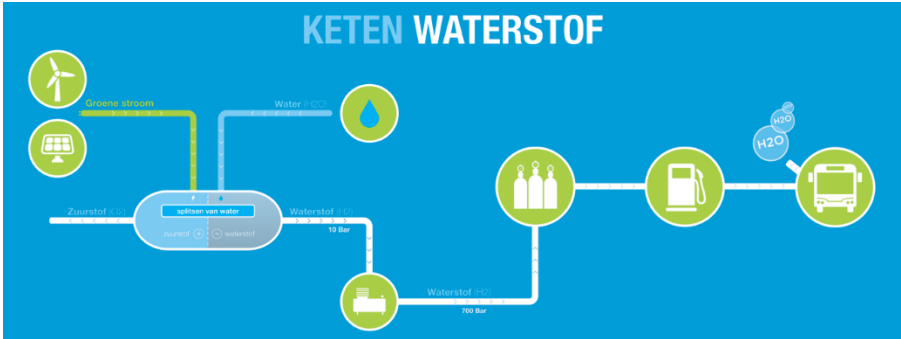 KETEN WATERSTOF
Groene stroom
Water (H2O)
H2O
H2O
splitsen van water
Zuurstof (O2)
Waterstof (H2)
10 Bar
zuurstof + - waterstof
Waterstof (H2)
700 Bar